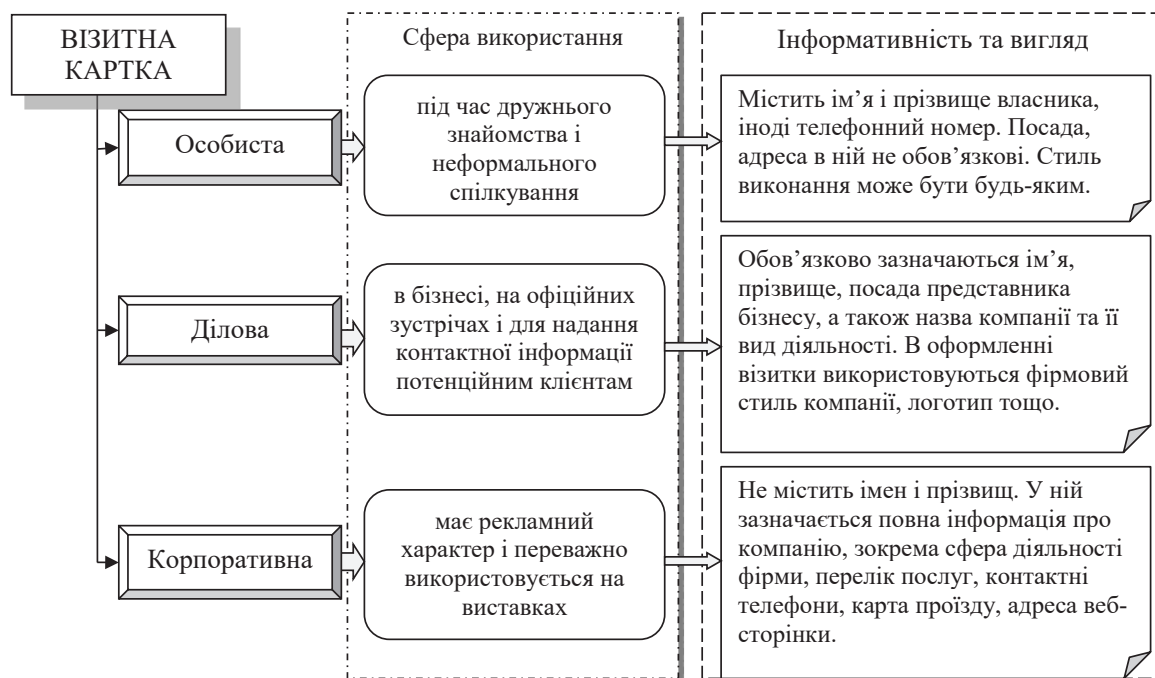 ВІЗИТНА
КАРТКА
Сфера використання
Інформативність та вигляд
Особиста
під час дружнього
знайомства і
неформального
спілкування
Містить ім’я і прізвище власника,
іноді телефонний номер. Посада,
адреса в ній не обов’язкові. Стиль
виконання може бути будь-яким.
Ділова
в бізнесі, на офіційних
зустрічах і для надання
контактної інформації
потенційним клієнтам
Обов’язково зазначаються ім’я,
прізвище, посада представника
бізнесу, а також назва компанії та її
вид діяльності. В оформленні
візитки використовуються фірмовий
стиль компанії, логотип тощо.
Корпоративна
має рекламний
характер і переважно
використовується на
виставках
Не містить імен і прізвищ. У ній
зазначається повна інформація про
компанію, зокрема сфера діяльності
фірми, перелік послуг, контактні
телефони, карта проїзду, адреса веб-
сторінки.